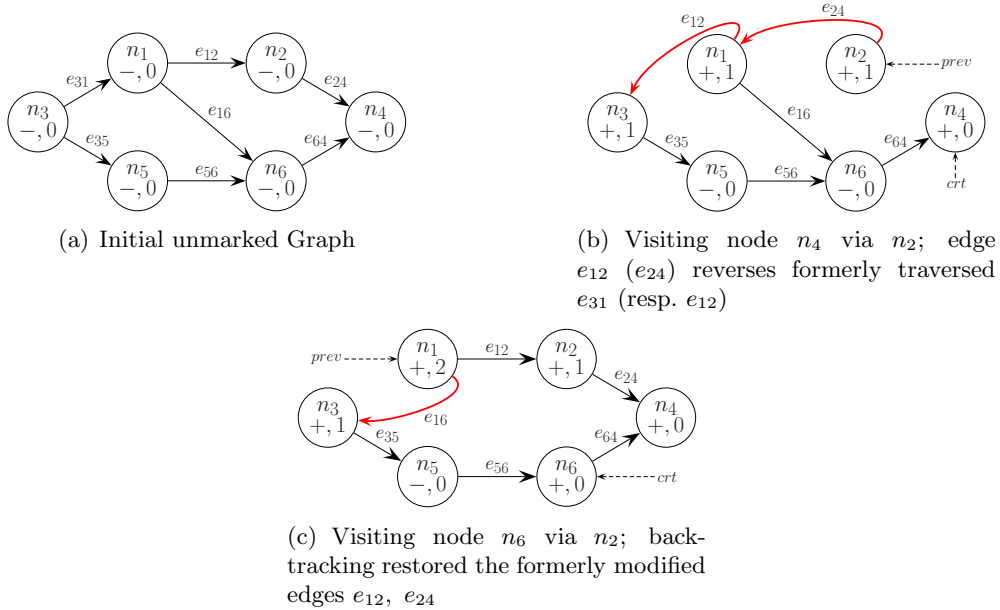 n1
−, 0
n2
−, 0
n3
−, 0
n4
−, 0
n5
−, 0
n6
−, 0
e31
e12
e24
e16
e35
e56
e64
(a) Initial unmarked Graph
e12
e24
n1
+, 1
n2
+, 1
prev
n3
+, 1
n4
+, 0
crt
n5
−, 0
n6
−, 0
e16
e35
e56
e64
(b) Visiting node n4 via n2; edge
e12 (e24) reverses formerly traversed
e31 (resp. e12)
prev
n1
+, 2
n2
+, 1
n3
+, 1
n4
+, 0
n5
−, 0
n6
+, 0
crt
e12
e24
e16
e35
e64
e56
(c) Visiting node n6 via n2; back-
tracking restored the formerly modified
edges e12, e24